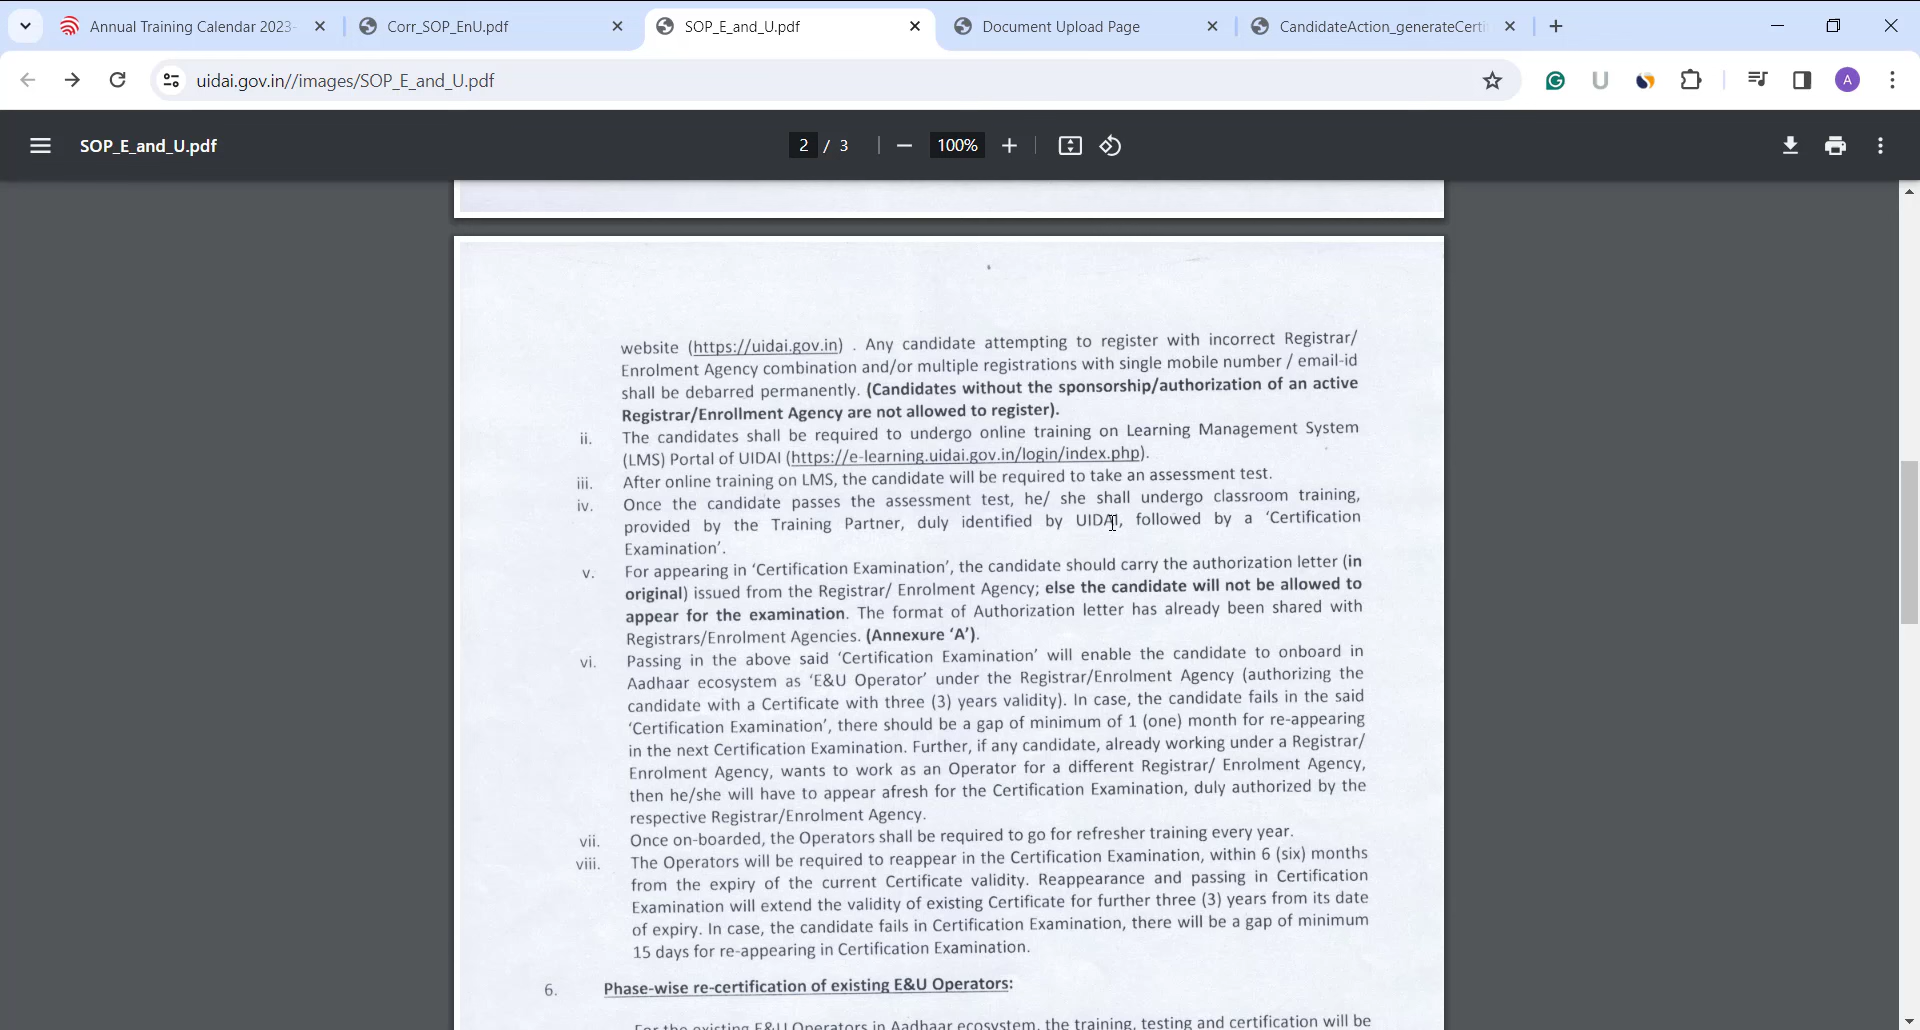 Annual Training Calendar 2023-
Corr_SOP_EnU.pdf
SOP_E_and_U.pdf
Document Upload Page
CandidateAction_generateCerti
uidai.gov.in//images/SOP_E_and_U.pdf
A
SOP_E_and_U.pdf
2 / 3
100%
website (https://uidai.gov.in) . Any candidate attempting to register with incorrect Registrar/
Enrolment Agency combination and/or multiple registrations with single mobile number / email-id
shall be debarred permanently. (Candidates without the sponsorship/authorization of an active
Registrar/Enrollment Agency are not allowed to register).
ii. The candidates shall be required to undergo online training on Learning Management System
(LMS) Portal of UIDAI (https://e-learning.uidai.gov.in/login/index.php).
iii. After online training on LMS, the candidate will be required to take an assessment test.
iv. Once the candidate passes the assessment test, he/ she shall undergo classroom training,
provided by the Training Partner, duly identified by UIDAI, followed by a ‘Certification
Examination’.
v. For appearing in ‘Certification Examination’, the candidate should carry the authorization letter (in
original) issued from the Registrar/ Enrolment Agency; else the candidate will not be allowed to
appear for the examination. The format of Authorization letter has already been shared with
Registrars/Enrolment Agencies. (Annexure ‘A’).
vi. Passing in the above said ‘Certification Examination’ will enable the candidate to onboard in
Aadhaar ecosystem as ‘E&U Operator’ under the Registrar/Enrolment Agency (authorizing the
candidate with a Certificate with three (3) years validity). In case, the candidate fails in the said
‘Certification Examination’, there should be a gap of minimum of 1 (one) month for re-appearing
in the next Certification Examination. Further, if any candidate, already working under a Registrar/
Enrolment Agency, wants to work as an Operator for a different Registrar/ Enrolment Agency,
then he/she will have to appear afresh for the Certification Examination, duly authorized by the
respective Registrar/Enrolment Agency.
vii. Once on-boarded, the Operators shall be required to go for refresher training every year.
viii. The Operators will be required to reappear in the Certification Examination, within 6 (six) months
from the expiry of the current Certificate validity. Reappearance and passing in Certification
Examination will extend the validity of existing Certificate for further three (3) years from its date
of expiry. In case, the candidate fails in Certification Examination, there will be a gap of minimum
15 days for re-appearing in Certification Examination.
6. Phase-wise re-certification of existing E&U Operators:
For the existing E&U Operators in Aadhaar ecosystem, the training, testing and certification will be